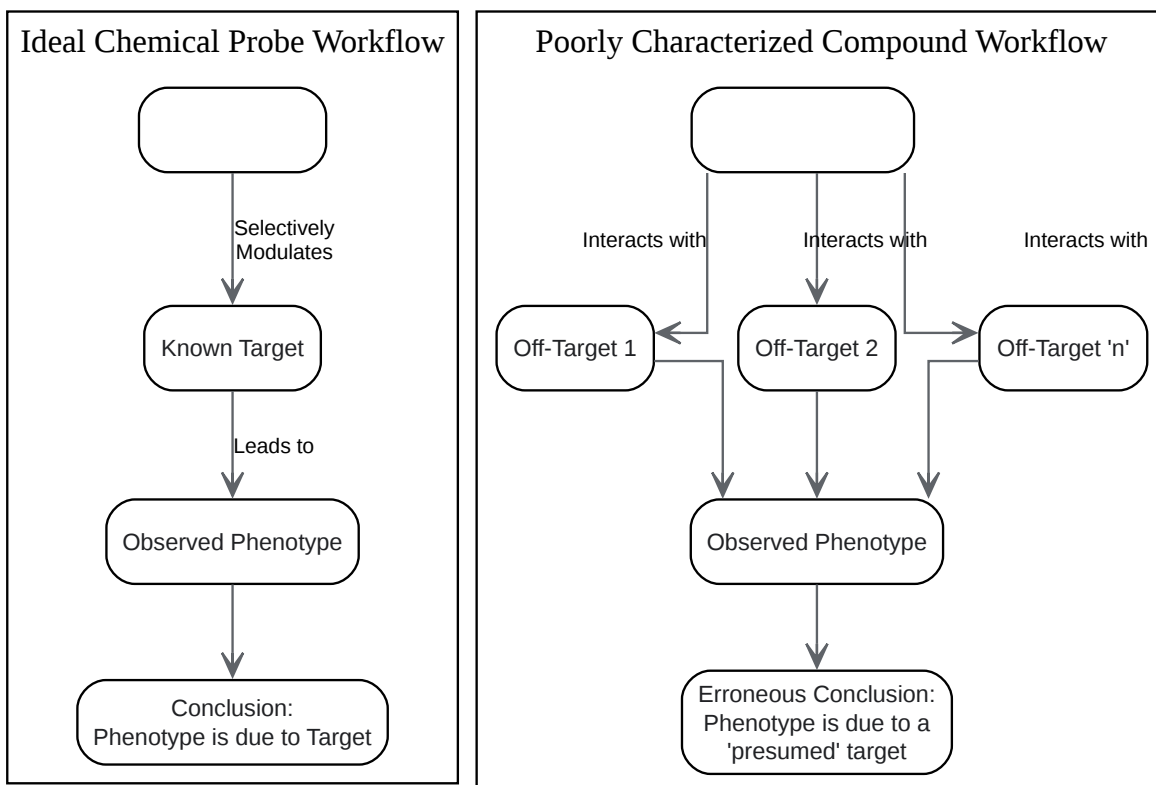 Ideal Chemical Probe Workflow
Selectively
Modulates
Known Target
Leads to
Observed Phenotype
Conclusion:
Phenotype is due to Target
Poorly Characterized Compound Workflow
Interacts with
Interacts with
Interacts with
Off-Target 1
Off-Target 2
Off-Target 'n'
Observed Phenotype
Erroneous Conclusion:
Phenotype is due to a
'presumed' target